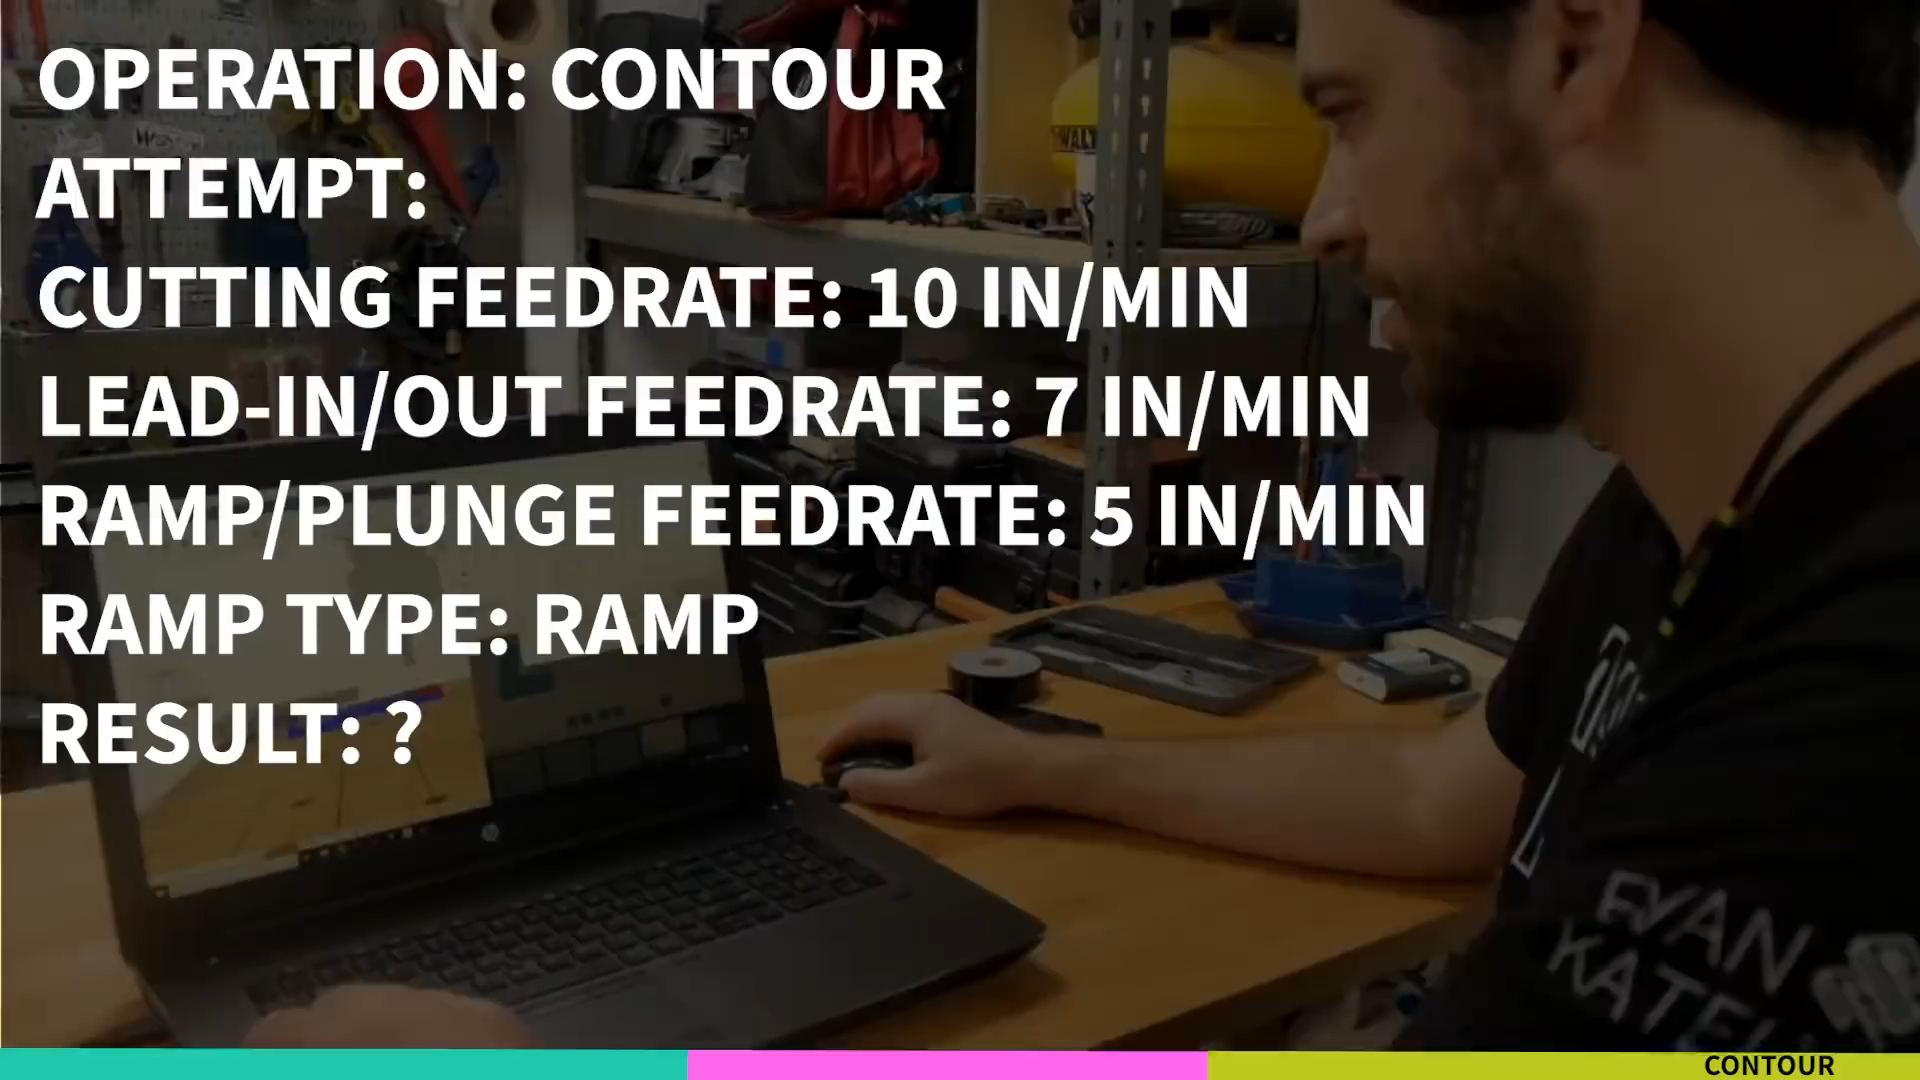 OPERATION: CONTOUR
ATTEMPT:
CUTTING FEEDRATE: 10 IN/MIN
LEAD-IN/OUT FEEDRATE: 7 IN/MIN
RAMP/PLUNGE FEEDRATE: 5 IN/MIN
RAMP TYPE: RAMP
RESULT: ?
EVAN
CONTOUR